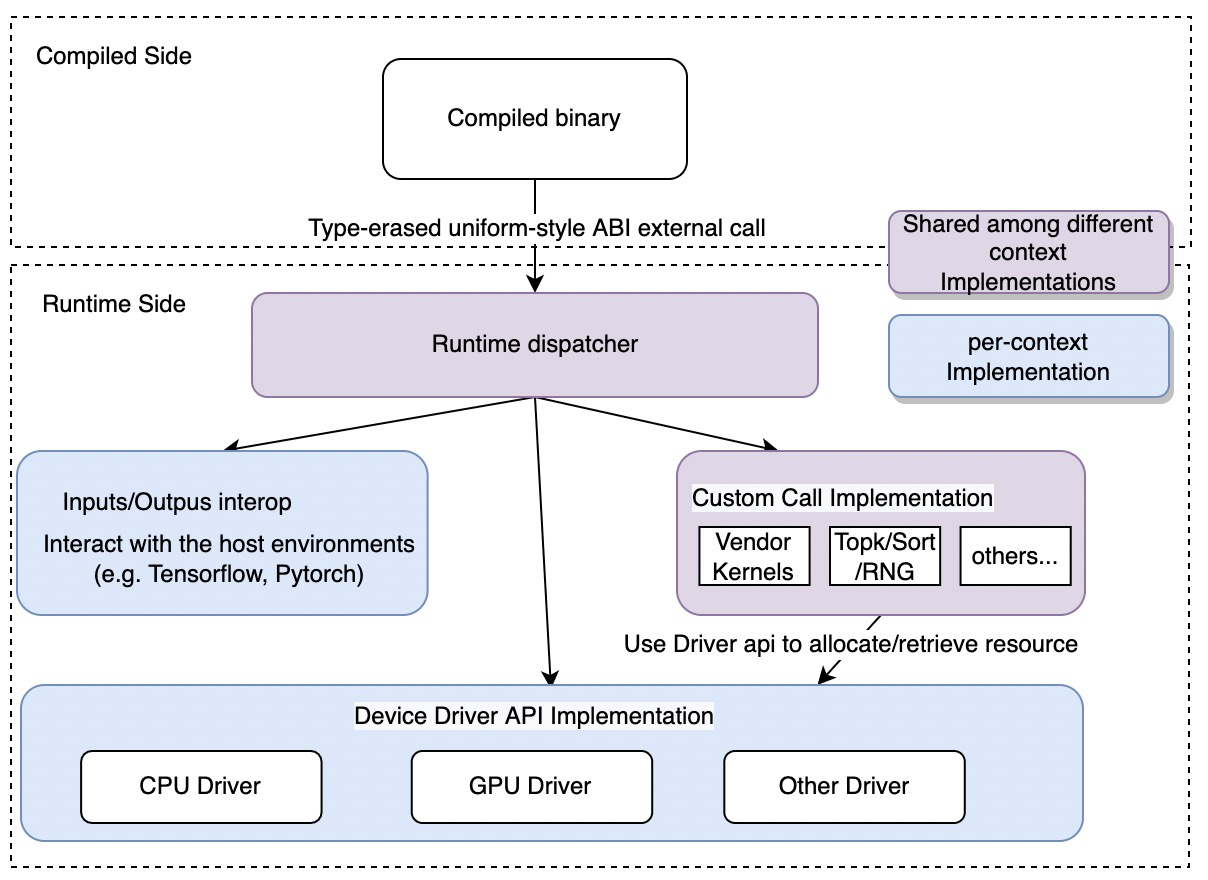 Compiled Side
Compiled binary
Type-erased uniform-style ABI external call
Shared among different
context
Implementations
Runtime Side
Runtime dispatcher
per-context
Implementation
Inputs/Outpus interop
Interact with the host environments
(e.g. Tensorflow, Pytorch)
Custom Call Implementation
Vendor
Kernels
Topk/Sort
/RNG
others...
Use Driver api to allocate/retrieve resource
Device Driver API Implementation
CPU Driver
GPU Driver
Other Driver